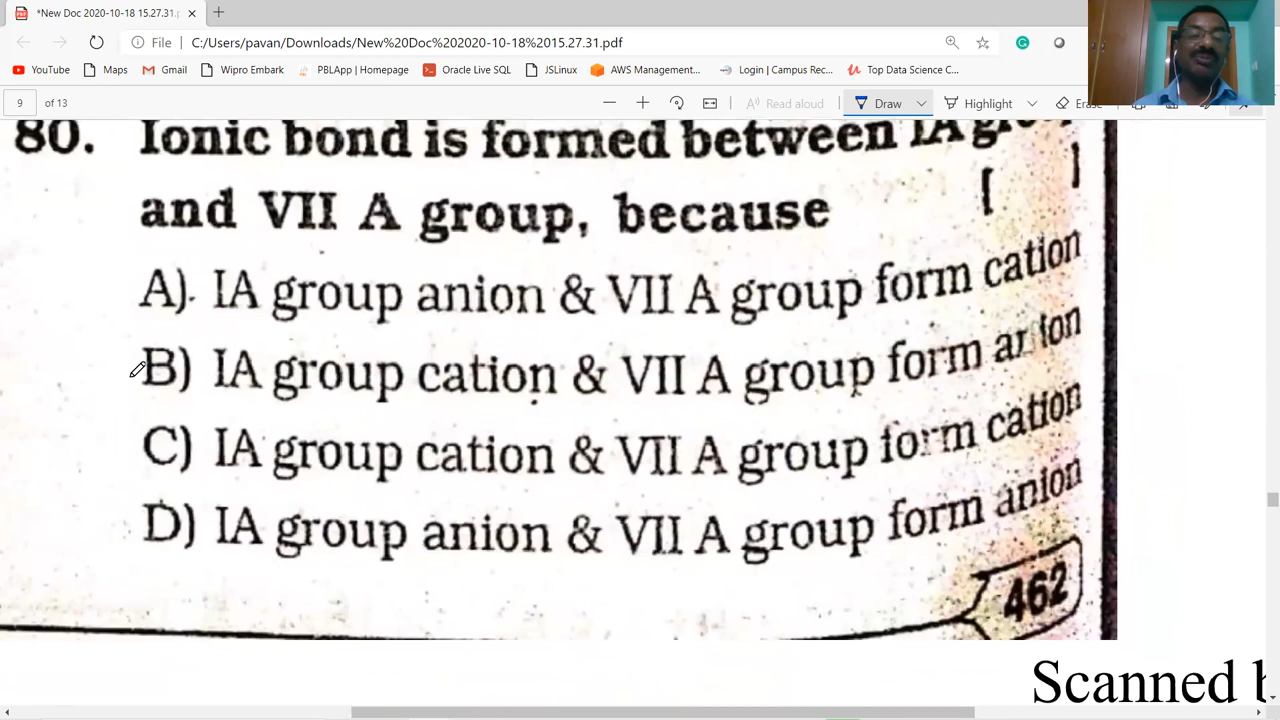 *New Doc 2020-10-18 15.27.31.p
File C:/Users/pavan/Downloads/New%20Doc%202020-10-18%2015.27.31.pdf
YouTube Maps Gmail Wipro Embark PBLApp | Homepage Oracle Live SQL JSLinux AWS Management... Login | Campus Rec... Top Data Science C...
9 of 13 Read aloud Draw Highlight Erase
80. Ionic bond is formed between IA gro
and VII A group, because [ ]
A). IA group anion & VII A group form cation
B) IA group cation & VII A group form anion
C) IA group cation & VII A group form cation
D) IA group anion & VII A group form anion
462
Scanned b